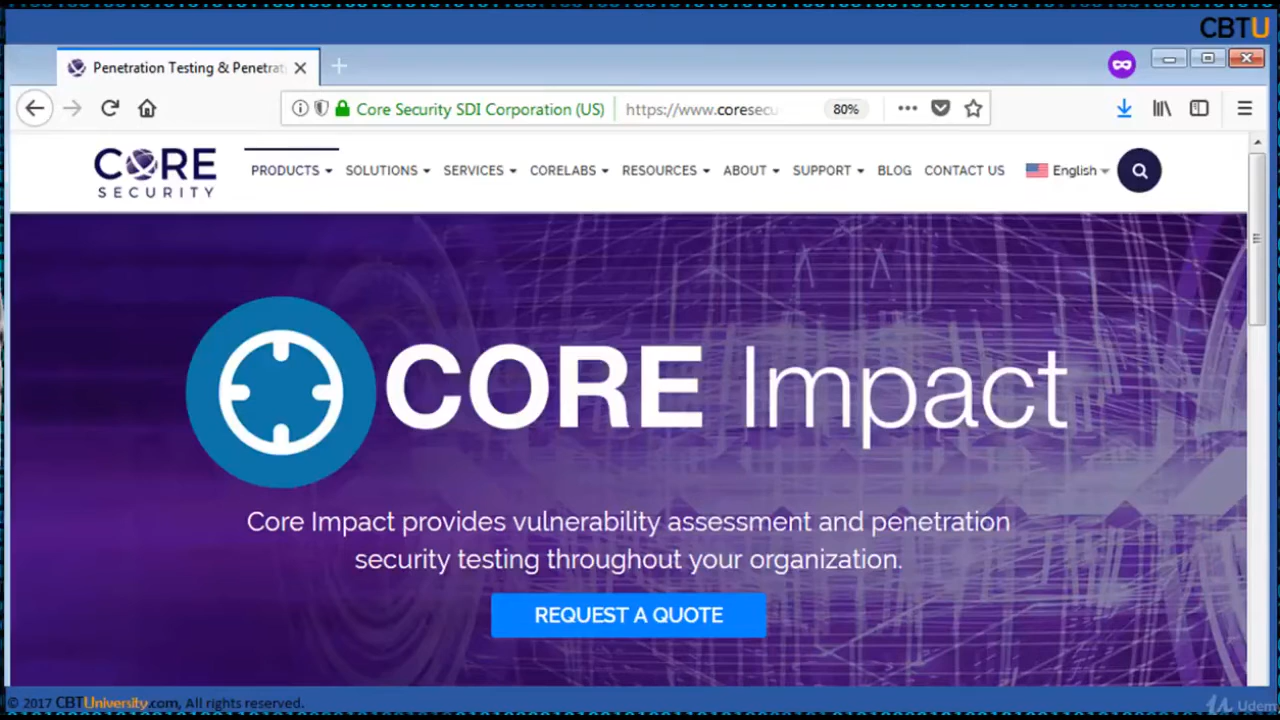 CBTU
Penetration Testing & Penetrat
Core Security SDI Corporation (US) https://www.coresecu 80%
CORE
SECURITY
PRODUCTS SOLUTIONS SERVICES CORELABS RESOURCES ABOUT SUPPORT BLOG CONTACT US English
CORE Impact
Core Impact provides vulnerability assessment and penetration
security testing throughout your organization.
REQUEST A QUOTE
© 2017 CBTUniversity.com, All rights reserved.
Udemy